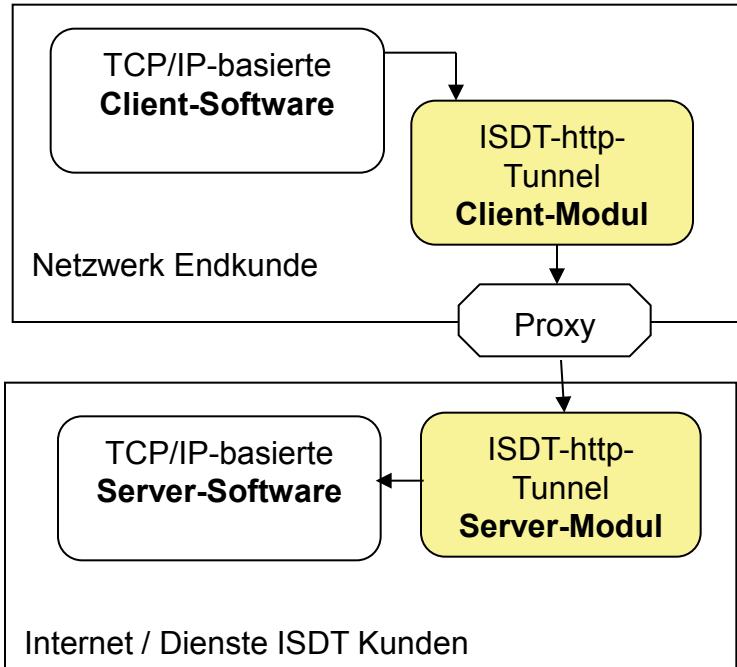 TCP/IP-basierte
Client-Software
ISDT-http-
Tunnel
Client-Modul
Netzwerk Endkunde
Proxy
TCP/IP-basierte
Server-Software
ISDT-http-
Tunnel
Server-Modul
Internet / Dienste ISDT Kunden